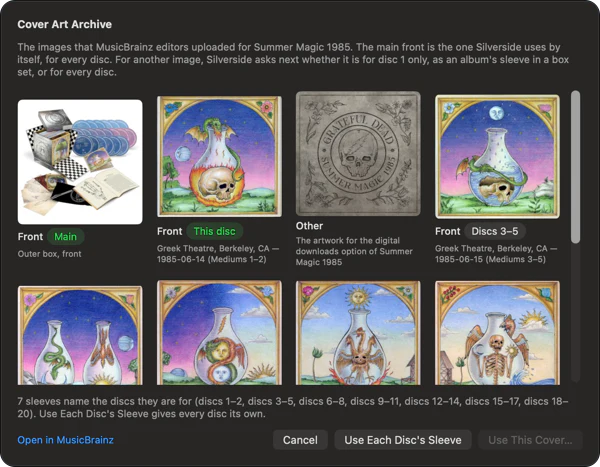 Cover Art Archive
The images that MusicBrainz editors uploaded for Summer Magic 1985. The main front is the one Silverside uses by
itself, for every disc. For another image, Silverside asks next whether it is for disc 1 only, as an album's sleeve in a box
set, or for every disc.
GRATEFUL DEAD
SUMMER MAGIC 1985
Front Main
Outer box, front
Front This disc
Greek Theatre, Berkeley, CA —
1985-06-14 (Mediums 1–2)
Other
The artwork for the digital
downloads option of Summer
Magic 1985
Front Discs 3–5
Greek Theatre, Berkeley, CA —
1985-06-15 (Mediums 3–5)
7 sleeves name the discs they are for (discs 1–2, discs 3–5, discs 6–8, discs 9–11, discs 12–14, discs 15–17, discs 18–
20). Use Each Disc's Sleeve gives every disc its own.
Open in MusicBrainz
Cancel
Use Each Disc's Sleeve
Use This Cover...